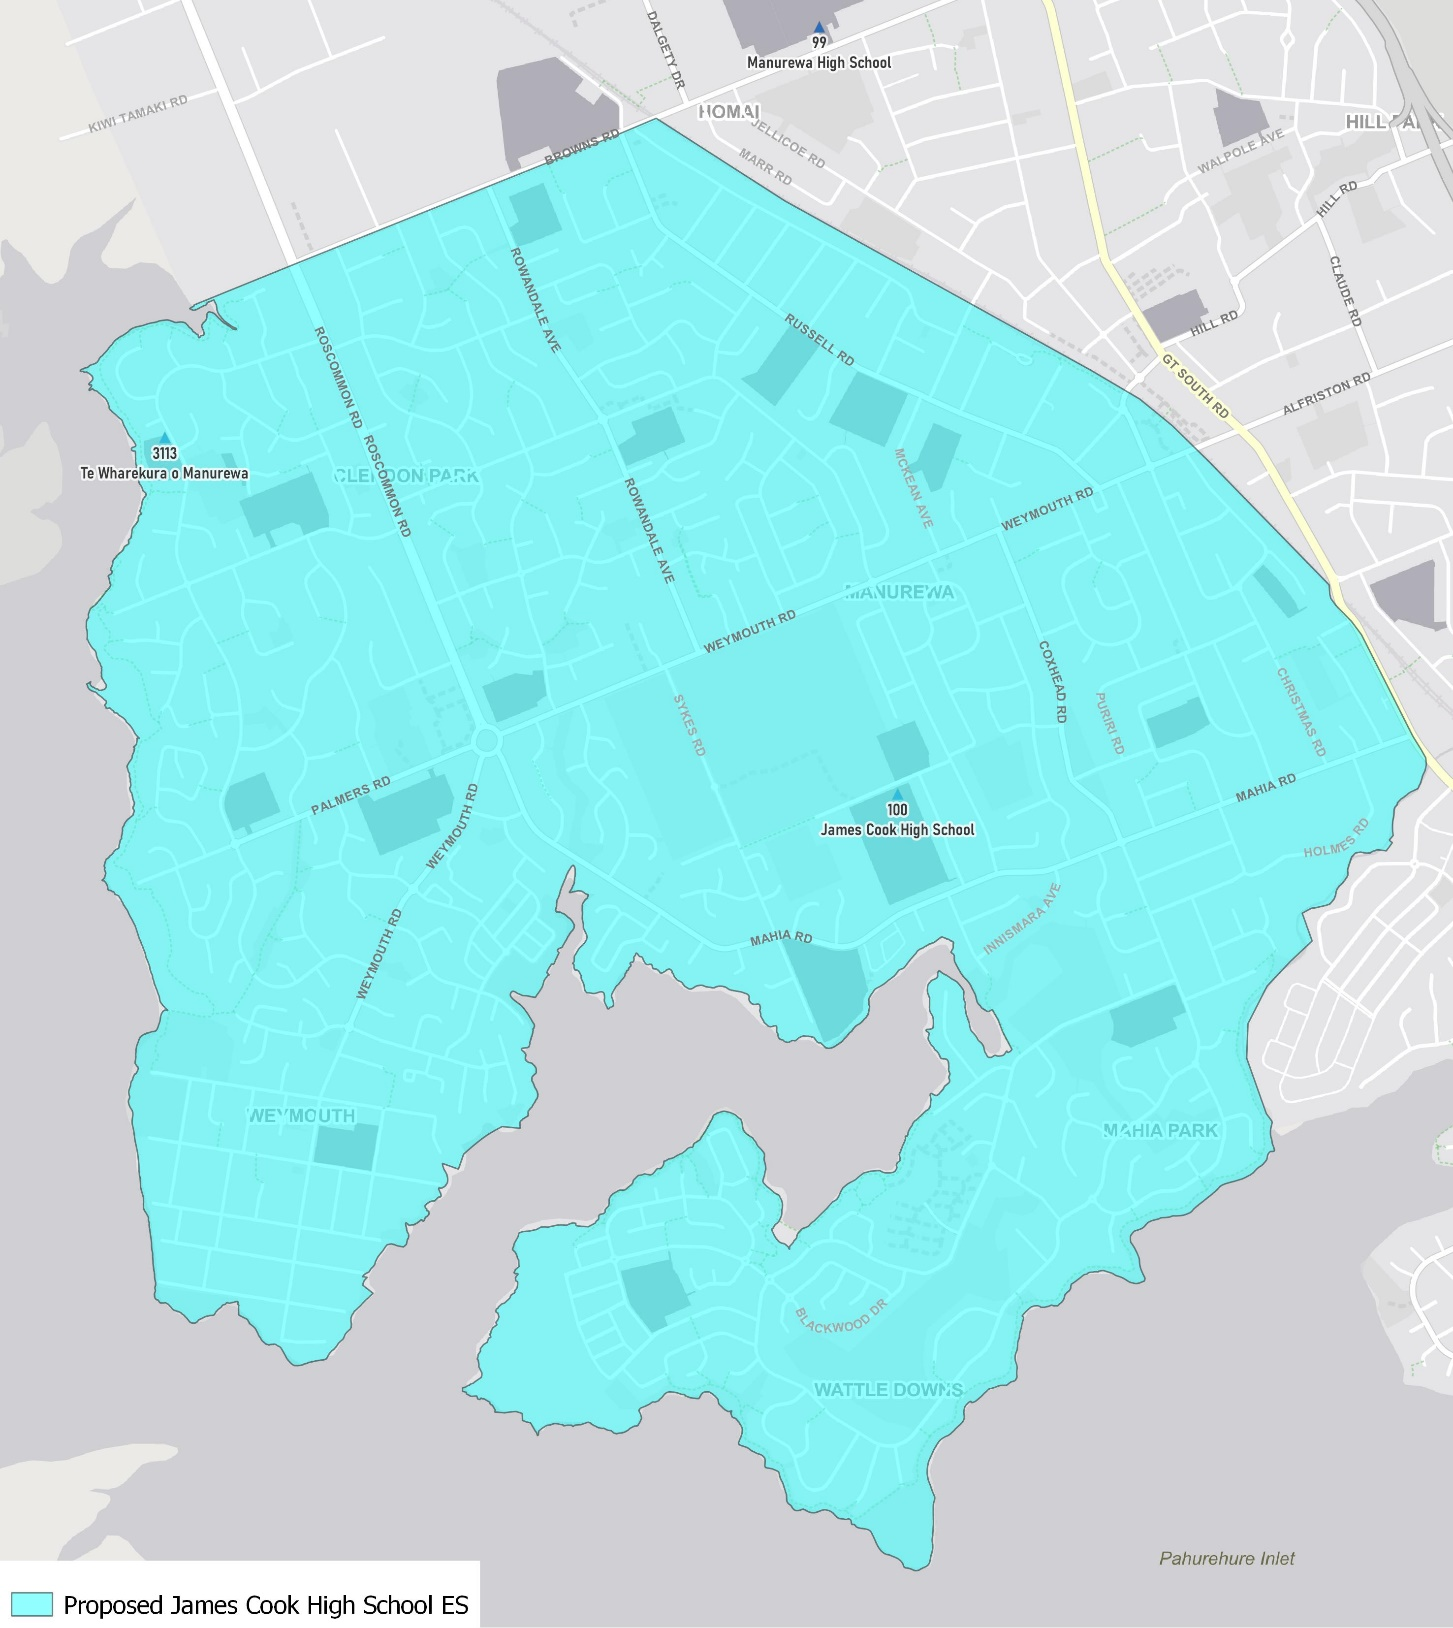 DALGETY DR
99
Manurewa High School
KIWI TAMAKI RD
HOMAI
BROWNS RD
JELLICOE RD
MARR RD
HILL PARK
WALPOLE AVE
HILL RD
CLAUDE RD
HILL RD
ROWANDALE AVE
ROSCOMMON RD
RUSSELL RD
GT SOUTH RD
ALFRISTON RD
3113
Te Wharekura o Manurewa
CLENDON PARK
ROSCOMMON RD
MCKEAN AVE
WEYMOUTH RD
ROWANDALE AVE
MANUREWA
WEYMOUTH RD
COXHEAD RD
SYKES RD
PURIRI RD
CHRISTMAS RD
PALMERS RD
WEYMOUTH RD
MAHIA RD
100
James Cook High School
HOLMES RD
INNISMARA AVE
WEYMOUTH RD
MAHIA RD
WEYMOUTH
MAHIA PARK
BLACKWOOD DR
WATTLE DOWNS
Pahurehure Inlet
Proposed James Cook High School ES